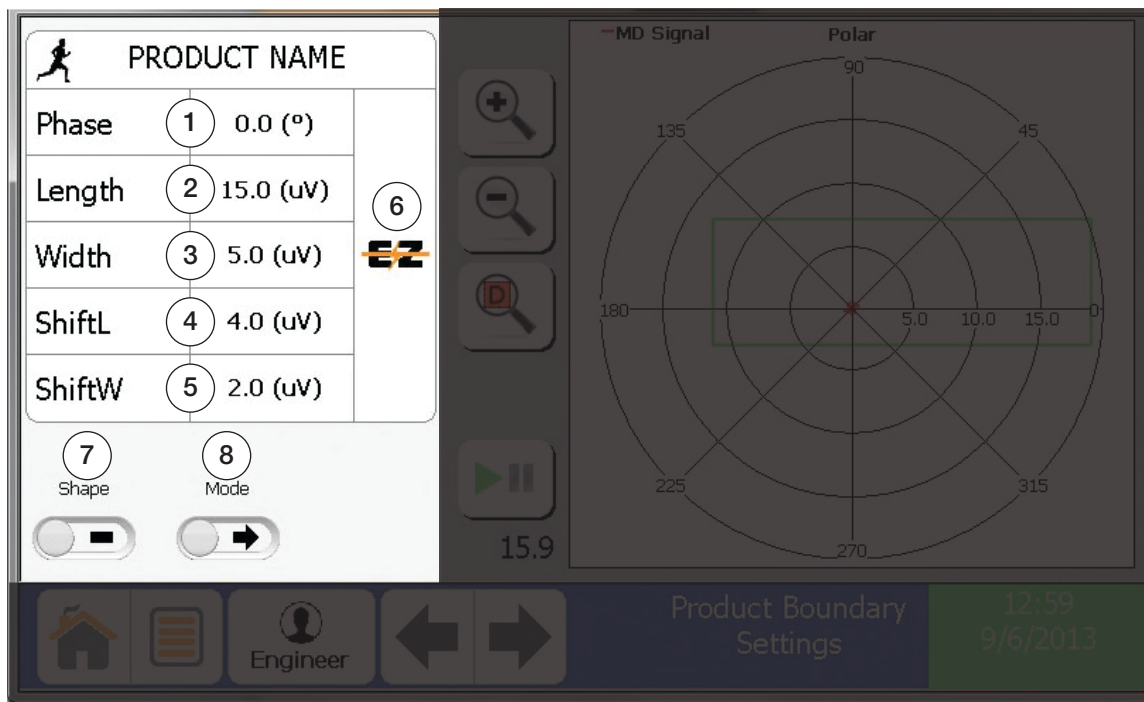 PRODUCT NAME
Phase 1 0.0 (º)
Length 2 15.0 (uV)
Width 3 5.0 (uV)
ShiftL 4 4.0 (uV)
ShiftW 5 2.0 (uV)
6
EZ
7 8
Shape Mode
D
15.9
MD Signal Polar
90
135 45
180 5.0 10.0 15.0 0
225 315
270
Engineer
Product Boundary
Settings
12:59
9/6/2013